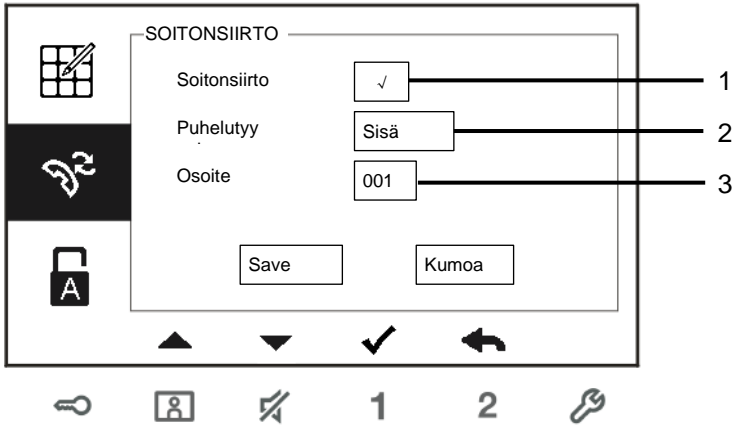 SOITONSIIRTO
Soitonsiirto √ 1
Puhelutyy Sisä 2
Osoite 001 3
Save Kumoa
A
1 2